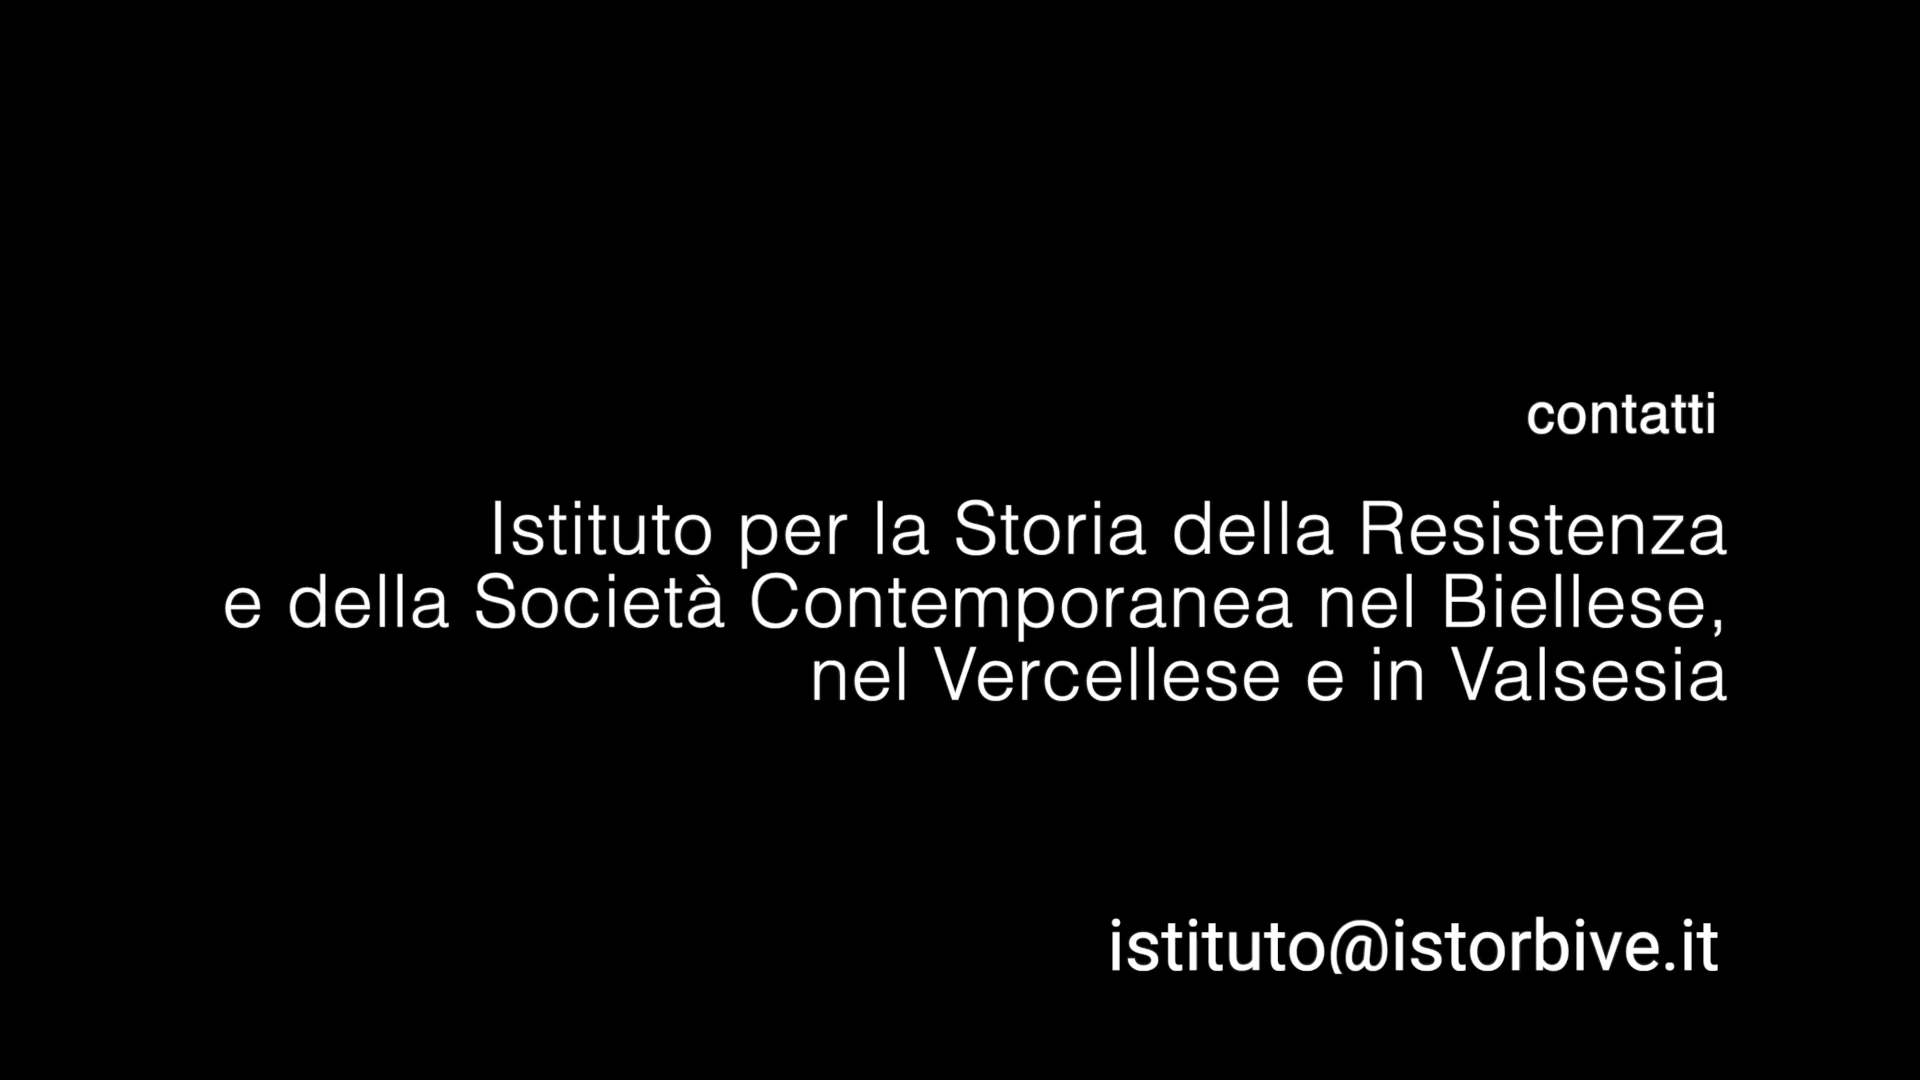 contatti
Istituto per la Storia della Resistenza
e della Società Contemporanea nel Biellese,
nel Vercellese e in Valsesia
istituto@istorbive.it